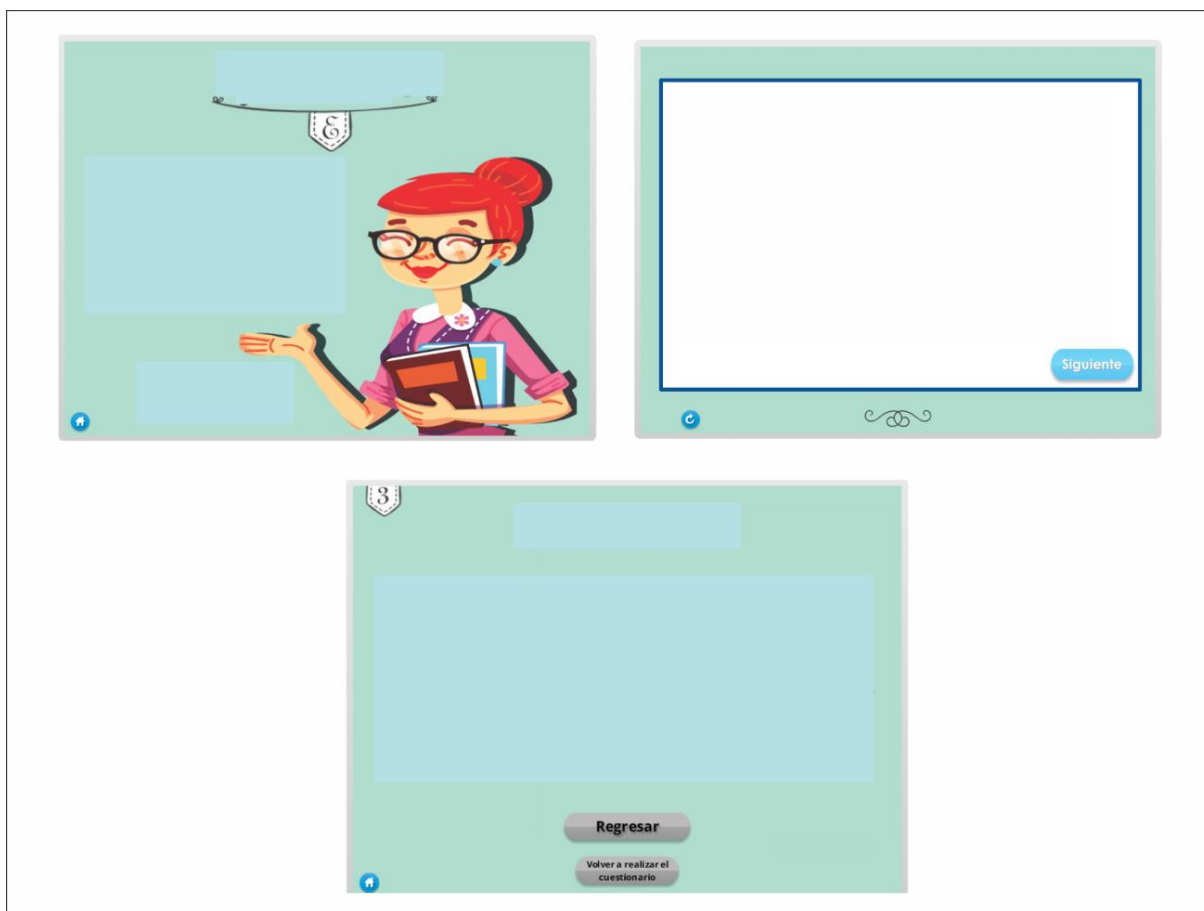 Ɛ
Siguiente
3
Regresar
Volver a realizar el
cuestionario